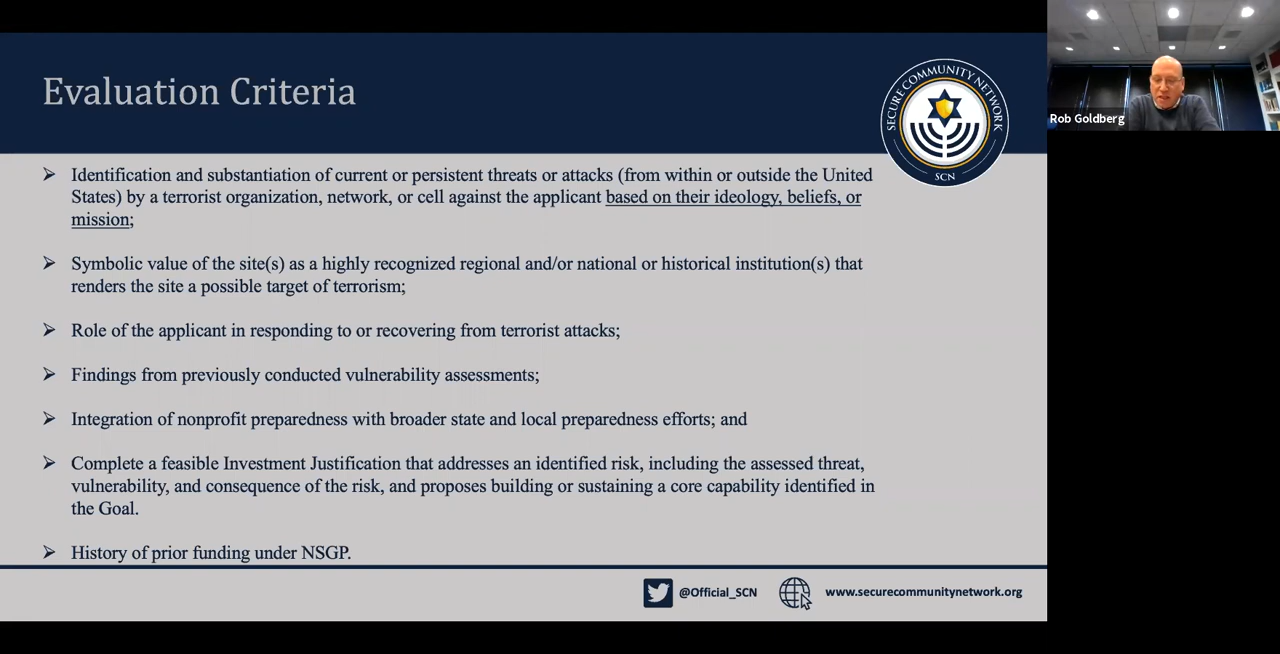 Evaluation Criteria
SECURE COMMUNITY NETWORK
SCN
Rob Goldberg
➢ Identification and substantiation of current or persistent threats or attacks (from within or outside the United
States) by a terrorist organization, network, or cell against the applicant based on their ideology, beliefs, or
mission;
➢ Symbolic value of the site(s) as a highly recognized regional and/or national or historical institution(s) that
renders the site a possible target of terrorism;
➢ Role of the applicant in responding to or recovering from terrorist attacks;
➢ Findings from previously conducted vulnerability assessments;
➢ Integration of nonprofit preparedness with broader state and local preparedness efforts; and
➢ Complete a feasible Investment Justification that addresses an identified risk, including the assessed threat,
vulnerability, and consequence of the risk, and proposes building or sustaining a core capability identified in
the Goal.
➢ History of prior funding under NSGP.
@Official_SCN
www.securecommunitynetwork.org